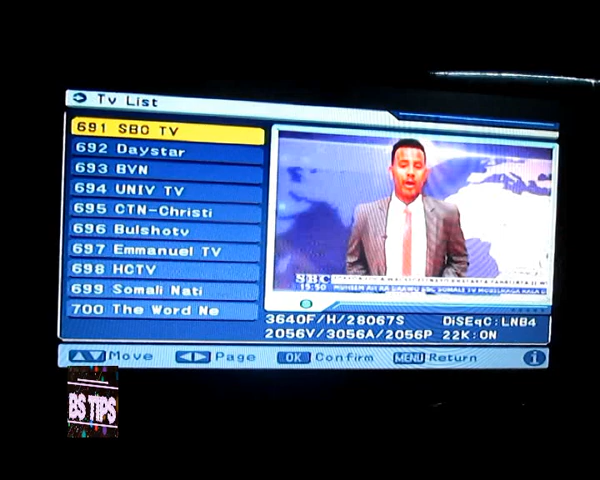 Tv List
691 SBC TV
692 Daystar
693 BVN
694 UNIV TV
695 CTN-Christi
696 Bulshotv
697 Emmanuel TV
698 HCTV
699 Somali Nati
700 The Word Ne
SBC
15:50
3640F/H/28067S DiSEqC:LNB4
2056V/3056A/2056P 22K:ON
Move Page OK Confirm MENU Return i
BS TIPS